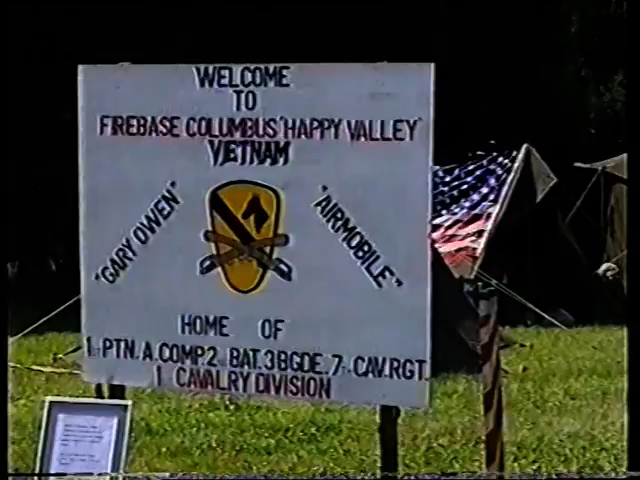 WELCOME
TO
FIREBASE COLUMBUS "HAPPY VALLEY"
VIETNAM
"GARY OWEN"
"AIRMOBILE"
HOME OF
1. PTN. A. COMP. 2. BAT. 3 BGDE. 7. CAV. RGT.
1 CAVALRY DIVISION